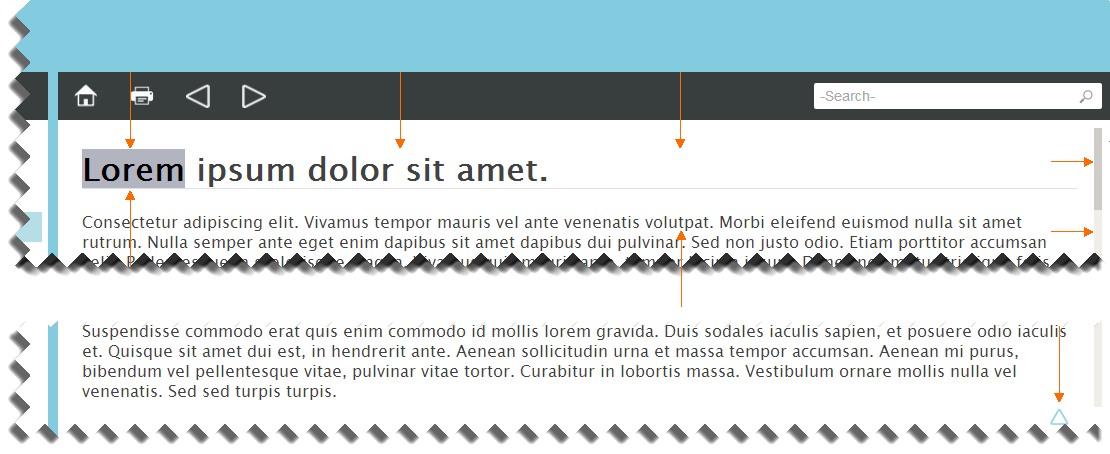 -Search-
Lorem ipsum dolor sit amet.
Consectetur adipiscing elit. Vivamus tempor mauris vel ante venenatis volutpat. Morbi eleifend euismod nulla sit amet
rutrum. Nulla semper ante eget enim dapibus sit amet dapibus dui pulvinar. Sed non justo odio. Etiam porttitor accumsan
Suspendisse commodo erat quis enim commodo id mollis lorem gravida. Duis sodales iaculis sapien, et posuere odio iaculis
et. Quisque sit amet dui est, in hendrerit ante. Aenean sollicitudin urna et massa tempor accumsan. Aenean mi purus,
bibendum vel pellentesque vitae, pulvinar vitae tortor. Curabitur in lobortis massa. Vestibulum ornare mollis nulla vel
venenatis. Sed sed turpis turpis.